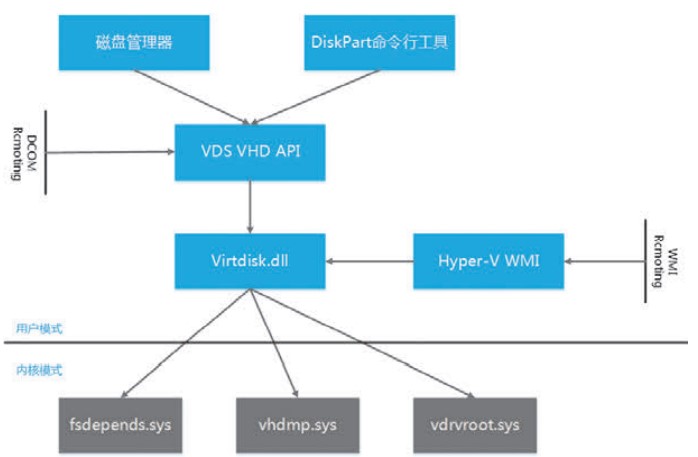 磁盘管理器
DiskPart命令行工具
DCOM
Rcmoting
VDS VHD API
Virtdisk.dll
Hyper-V WMI
WMI
Rcmoting
用户模式
内核模式
fsdepends.sys
vhdmp.sys
vdrvroot.sys